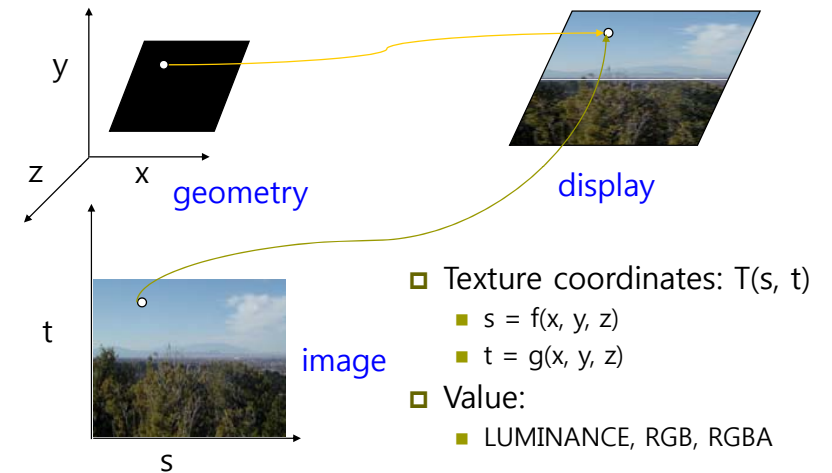 y
z
x
geometry
display
t
image
s
Texture coordinates: T(s, t)
s = f(x, y, z)
t = g(x, y, z)
Value:
LUMINANCE, RGB, RGBA